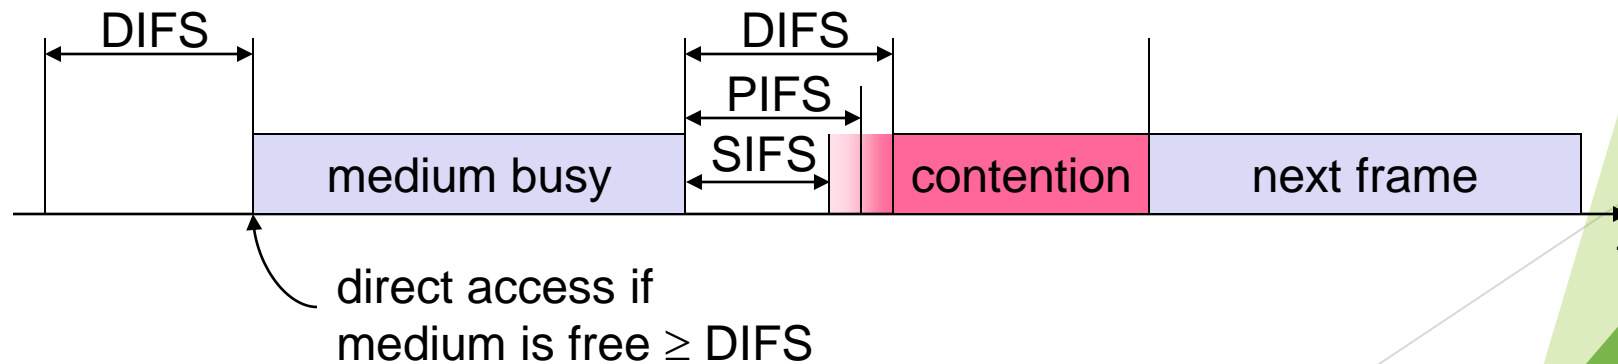 DIFS
DIFS
PIFS
SIFS
medium busy
contention
next frame
direct access if
medium is free ≥ DIFS